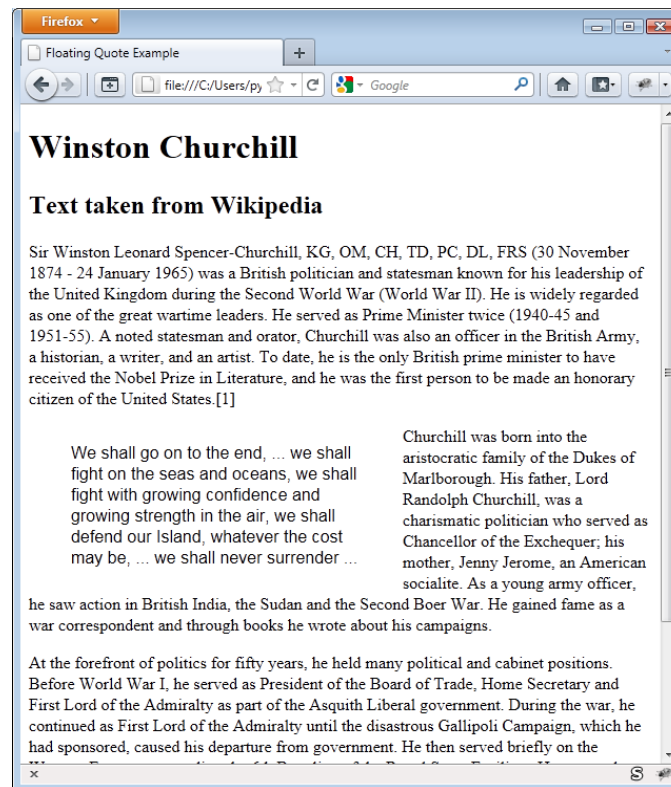 Firefox
Floating Quote Example
file:///C:/Users/py
Google
Winston Churchill
Text taken from Wikipedia
Sir Winston Leonard Spencer-Churchill, KG, OM, CH, TD, PC, DL, FRS (30 November
1874 - 24 January 1965) was a British politician and statesman known for his leadership of
the United Kingdom during the Second World War (World War II). He is widely regarded
as one of the great wartime leaders. He served as Prime Minister twice (1940-45 and
1951-55). A noted statesman and orator, Churchill was also an officer in the British Army,
a historian, a writer, and an artist. To date, he is the only British prime minister to have
received the Nobel Prize in Literature, and he was the first person to be made an honorary
citizen of the United States.[1]
We shall go on to the end, ... we shall
fight on the seas and oceans, we shall
fight with growing confidence and
growing strength in the air, we shall
defend our Island, whatever the cost
may be, ... we shall never surrender ...
Churchill was born into the
aristocratic family of the Dukes of
Marlborough. His father, Lord
Randolph Churchill, was a
charismatic politician who served as
Chancellor of the Exchequer; his
mother, Jenny Jerome, an American
socialite. As a young army officer,
he saw action in British India, the Sudan and the Second Boer War. He gained fame as a
war correspondent and through books he wrote about his campaigns.
At the forefront of politics for fifty years, he held many political and cabinet positions.
Before World War I, he served as President of the Board of Trade, Home Secretary and
First Lord of the Admiralty as part of the Asquith Liberal government. During the war, he
continued as First Lord of the Admiralty until the disastrous Gallipoli Campaign, which he
had sponsored, caused his departure from government. He then served briefly on the